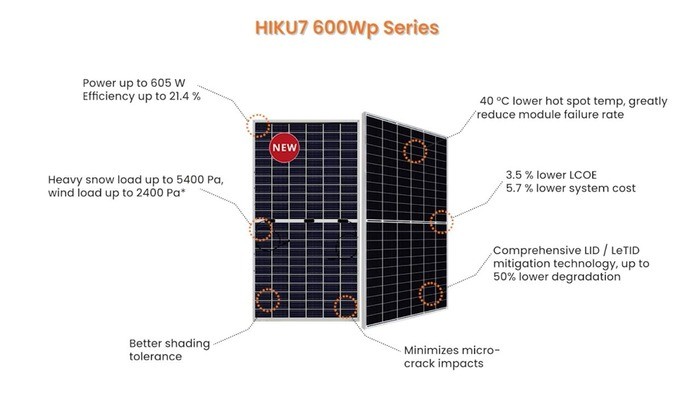 HIKU7 600Wp Series
Power up to 605 W
Efficiency up to 21.4 %
40 °C lower hot spot temp, greatly
reduce module failure rate
NEW
Heavy snow load up to 5400 Pa,
wind load up to 2400 Pa*
3.5 % lower LCOE
5.7 % lower system cost
Comprehensive LID / LeTID
mitigation technology, up to
50% lower degradation
Better shading
tolerance
Minimizes micro-
crack impacts